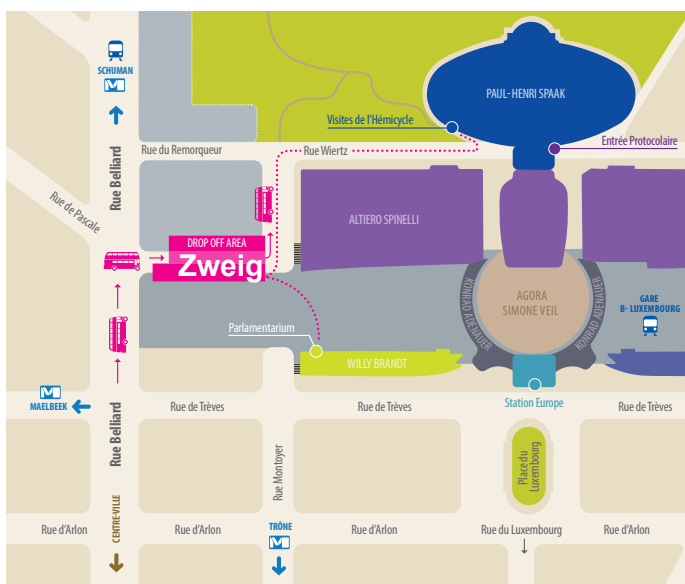 SCHUMAN
M
PAUL-HENRI SPAAK
Visites de l'Hémicycle
Entrée Protocolaire
Rue du Remorqueur
Rue Wiertz
Rue Belliard
Rue de Pascale
ALTIERO SPINELLI
DROP OFF AREA
Zweig
KONRAD ADENAUER
AGORA
SIMONE VEIL
KONRAD ADENAUER
GARE
B- LUXEMBOURG
Parlamentarium
WILLY BRANDT
M
MAELBEEK
Rue de Trèves
Rue de Trèves
Station Europe
Rue de Trèves
Rue Belliard
Rue Montoyer
Place du
Luxembourg
CENTRE-VILLE
Rue d'Arlon
Rue d'Arlon
TRÔNE
M
Rue d'Arlon
Rue du Luxembourg
Rue d'Arlon